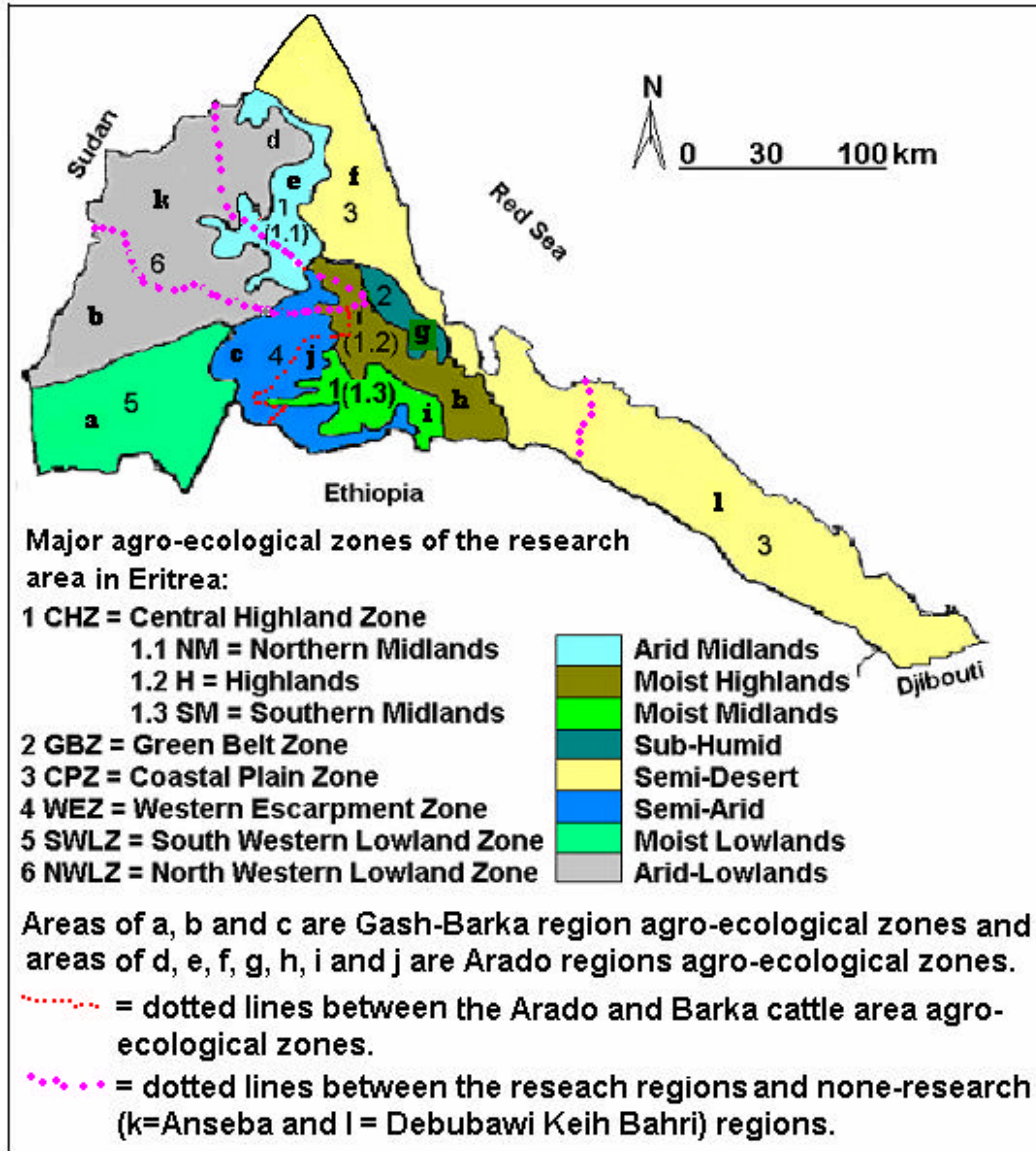 N
0 30 100 km
Sudan
Red Sea
d
k
e
f
1
(1.1)
3
6
2
b
g
1
(1.2)
c
4
j
5
a
1(1.3)
i
h
Ethiopia
l
3
Djibouti
Major agro-ecological zones of the research
area in Eritrea:
1 CHZ = Central Highland Zone
1.1 NM = Northern Midlands Arid Midlands
1.2 H = Highlands Moist Highlands
1.3 SM = Southern Midlands Moist Midlands
2 GBZ = Green Belt Zone Sub-Humid
3 CPZ = Coastal Plain Zone Semi-Desert
4 WEZ = Western Escarpment Zone Semi-Arid
5 SWLZ = South Western Lowland Zone Moist Lowlands
6 NWLZ = North Western Lowland Zone Arid-Lowlands
Areas of a, b and c are Gash-Barka region agro-ecological zones and
areas of d, e, f, g, h, i and j are Arado regions agro-ecological zones.
= dotted lines between the Arado and Barka cattle area agro-
ecological zones.
= dotted lines between the reseach regions and none-research
(k=Anseba and l = Debubawi Keih Bahri) regions.